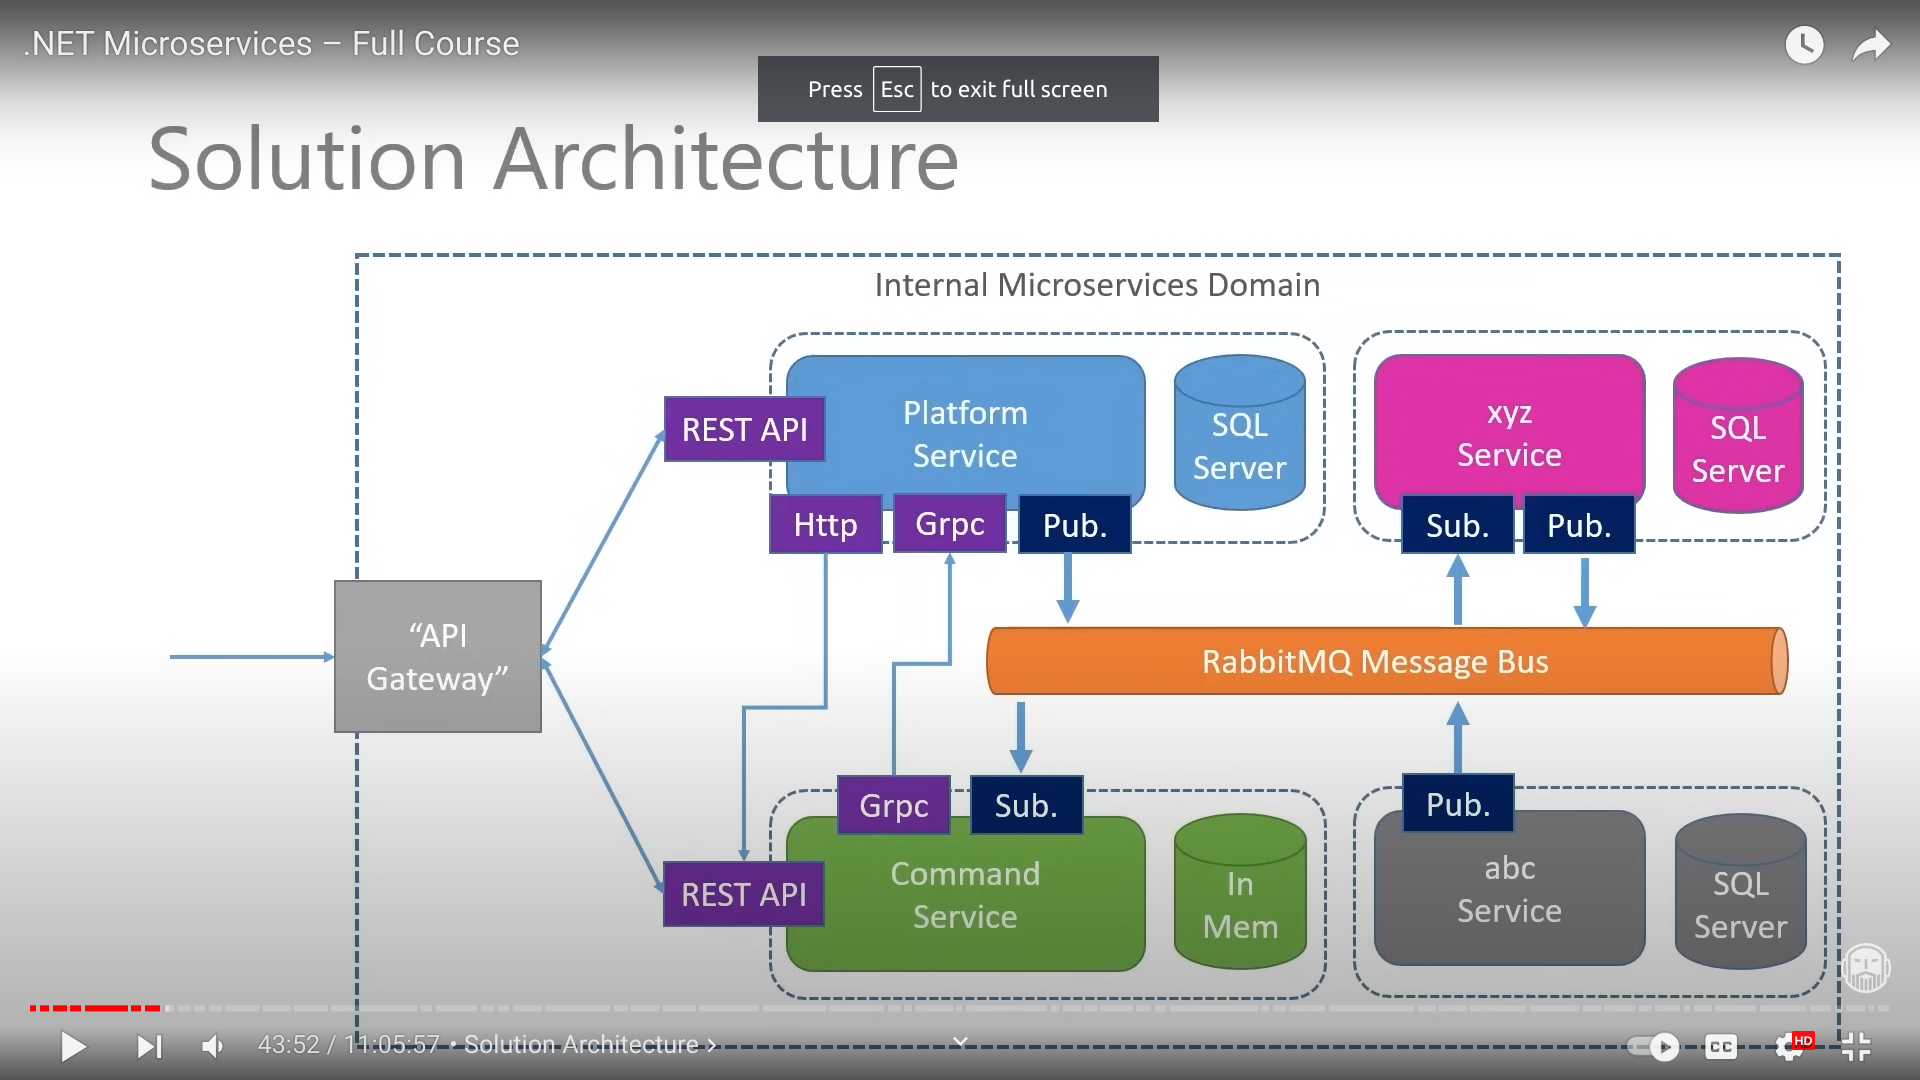 .NET Microservices – Full Course
Press Esc to exit full screen
Solution Architecture
Internal Microservices Domain
REST API
Platform
Service
SQL
Server
Http
Grpc
Pub.
xyz
Service
SQL
Server
Sub.
Pub.
“API
Gateway”
RabbitMQ Message Bus
Grpc
Sub.
REST API
Command
Service
In
Mem
Pub.
abc
Service
SQL
Server
43:52 / 11:05:57 • Solution Architecture
CC
HD